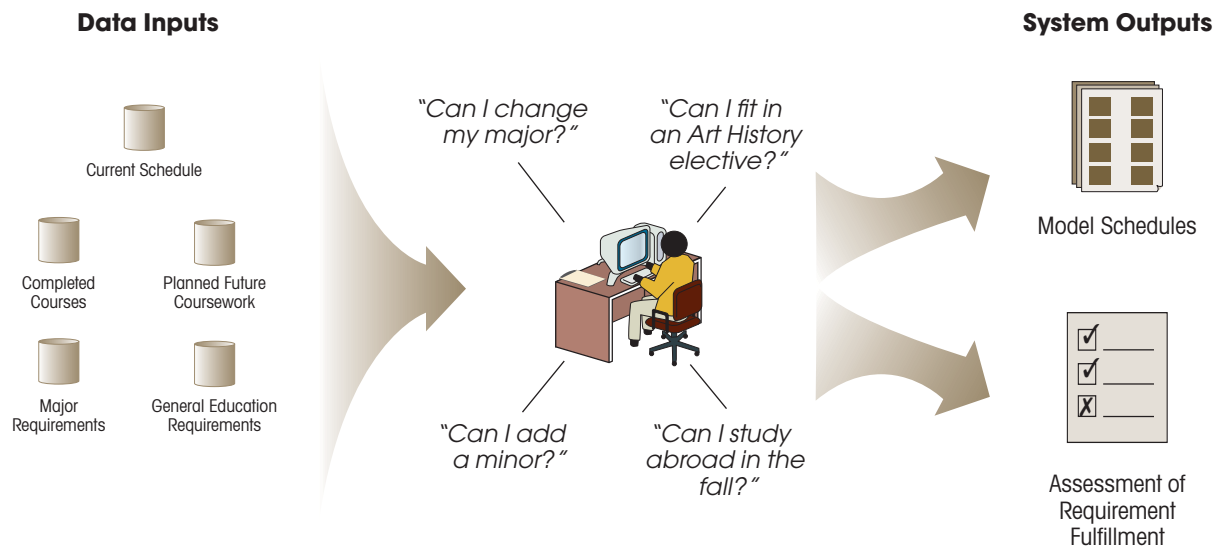 Data Inputs
System Outputs
Current Schedule
Completed
Courses
Planned Future
Coursework
Major
Requirements
General Education
Requirements
“Can I change
my major?”
“Can I fit in
an Art History
elective?”
“Can I add
a minor?”
“Can I study
abroad in the
fall?”
Model Schedules
Assessment of
Requirement
Fulfillment